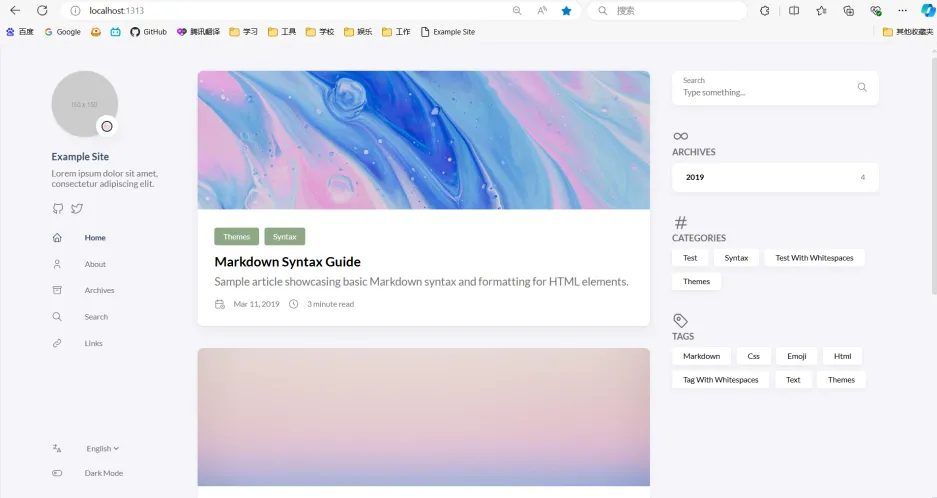 localhost:1313
搜索
百度
Google
GitHub
腾讯翻译
学习
工具
学校
娱乐
工作
Example Site
其他收藏夹
150 x 150
Example Site
Lorem ipsum dolor sit amet,
consectetur adipiscing elit.
Home
About
Archives
Search
Links
English
Dark Mode
Themes
Syntax
Markdown Syntax Guide
Sample article showcasing basic Markdown syntax and formatting for HTML elements.
Mar 11, 2019
3 minute read
Search
Type something...
ARCHIVES
2019 4
CATEGORIES
Test Syntax Test With Whitespaces
Themes
TAGS
Markdown Css Emoji Html
Tag With Whitespaces Text Themes